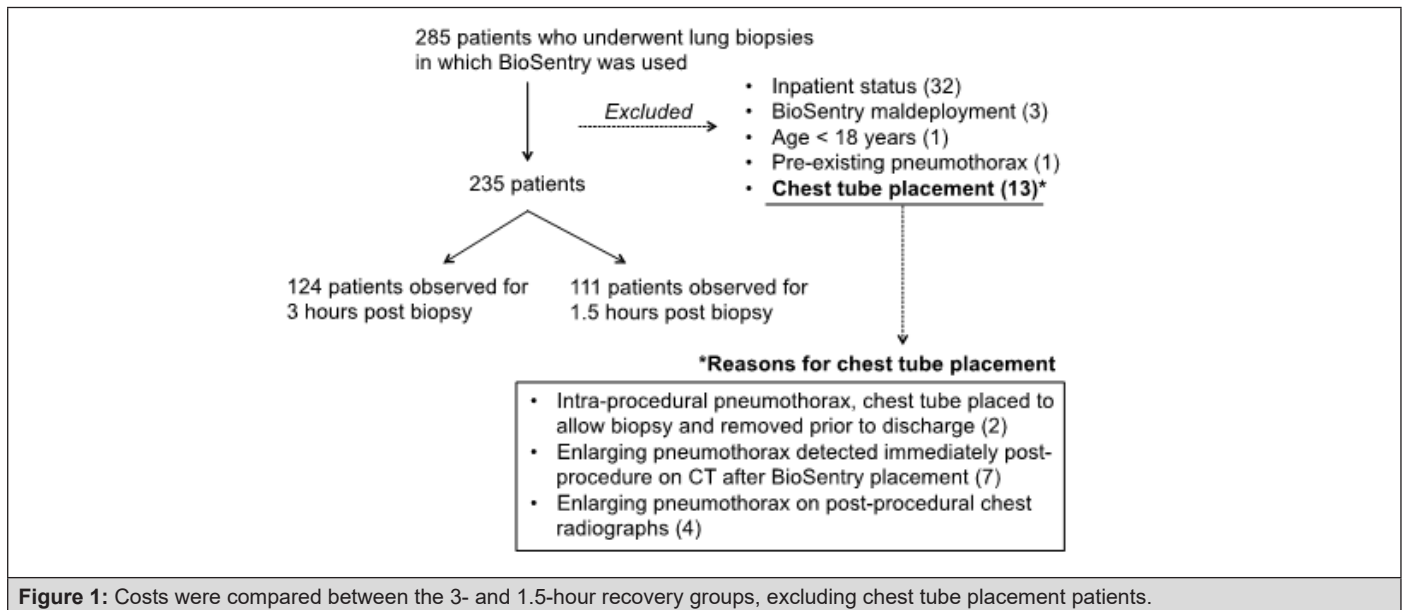 285 patients who underwent lung biopsies
in which BioSentry was used
Excluded
• Inpatient status (32)
• BioSentry maldeployment (3)
• Age < 18 years (1)
• Pre-existing pneumothorax (1)
• Chest tube placement (13)*
235 patients
124 patients observed for
3 hours post biopsy
111 patients observed for
1.5 hours post biopsy
*Reasons for chest tube placement
• Intra-procedural pneumothorax, chest tube placed to
allow biopsy and removed prior to discharge (2)
• Enlarging pneumothorax detected immediately post-
procedure on CT after BioSentry placement (7)
• Enlarging pneumothorax on post-procedural chest
radiographs (4)
Figure 1: Costs were compared between the 3- and 1.5-hour recovery groups, excluding chest tube placement patients.